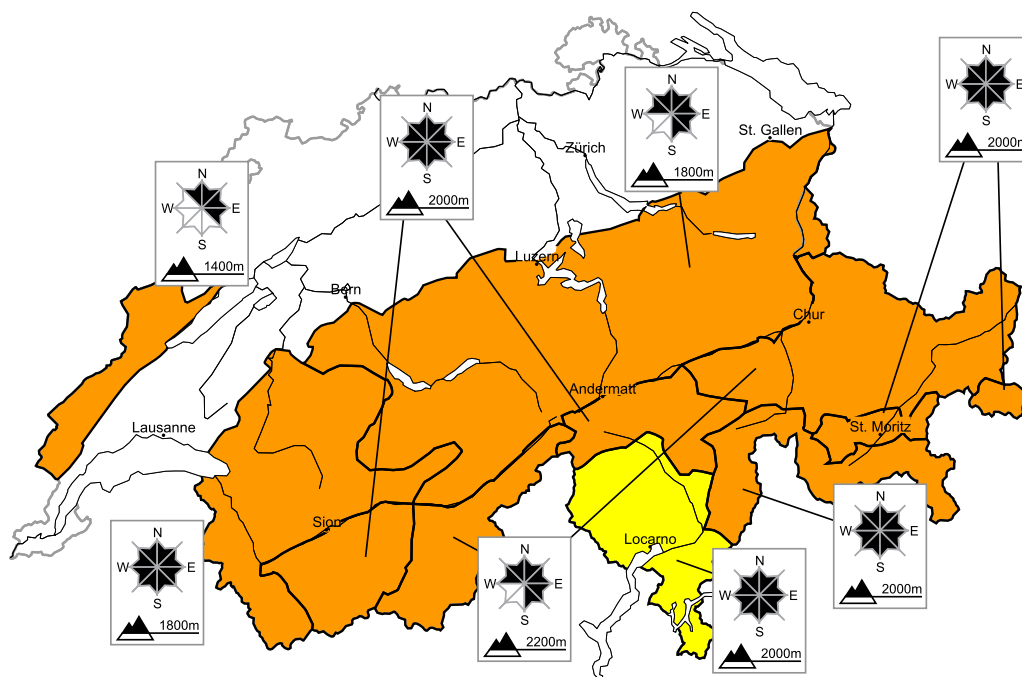 N
W E
S
2000m
N
W E
S
1800m
St. Gallen
N
W E
S
2000m
Zürich
N
W E
S
1400m
Luzern
Bern
Chur
Andermatt
Lausanne
St. Moritz
Sion
Locarno
N
W E
S
1800m
N
W E
S
2200m
N
W E
S
2000m
N
W E
S
2000m